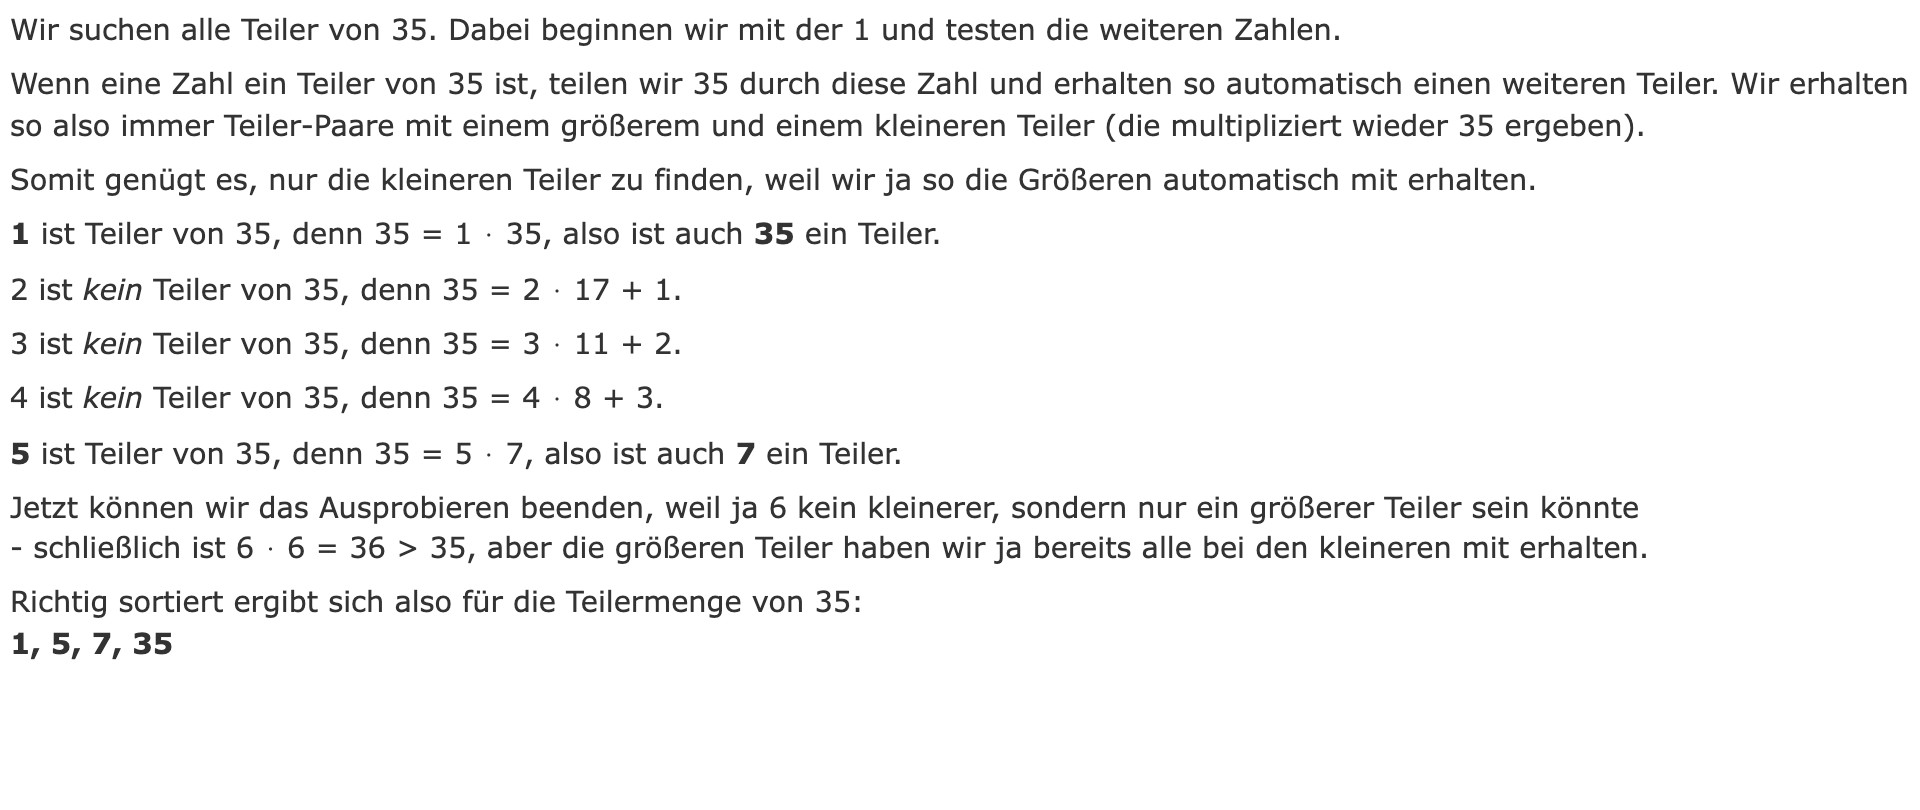 Wir suchen alle Teiler von 35. Dabei beginnen wir mit der 1 und testen die weiteren Zahlen.
Wenn eine Zahl ein Teiler von 35 ist, teilen wir 35 durch diese Zahl und erhalten so automatisch einen weiteren Teiler. Wir erhalten
so also immer Teiler-Paare mit einem größerem und einem kleineren Teiler (die multipliziert wieder 35 ergeben).
Somit genügt es, nur die kleineren Teiler zu finden, weil wir ja so die Größeren automatisch mit erhalten.
1 ist Teiler von 35, denn 35 = 1 · 35, also ist auch 35 ein Teiler.
2 ist kein Teiler von 35, denn 35 = 2 · 17 + 1.
3 ist kein Teiler von 35, denn 35 = 3 · 11 + 2.
4 ist kein Teiler von 35, denn 35 = 4 · 8 + 3.
5 ist Teiler von 35, denn 35 = 5 · 7, also ist auch 7 ein Teiler.
Jetzt können wir das Ausprobieren beenden, weil ja 6 kein kleinerer, sondern nur ein größerer Teiler sein könnte
- schließlich ist 6 · 6 = 36 > 35, aber die größeren Teiler haben wir ja bereits alle bei den kleineren mit erhalten.
Richtig sortiert ergibt sich also für die Teilermenge von 35:
1, 5, 7, 35